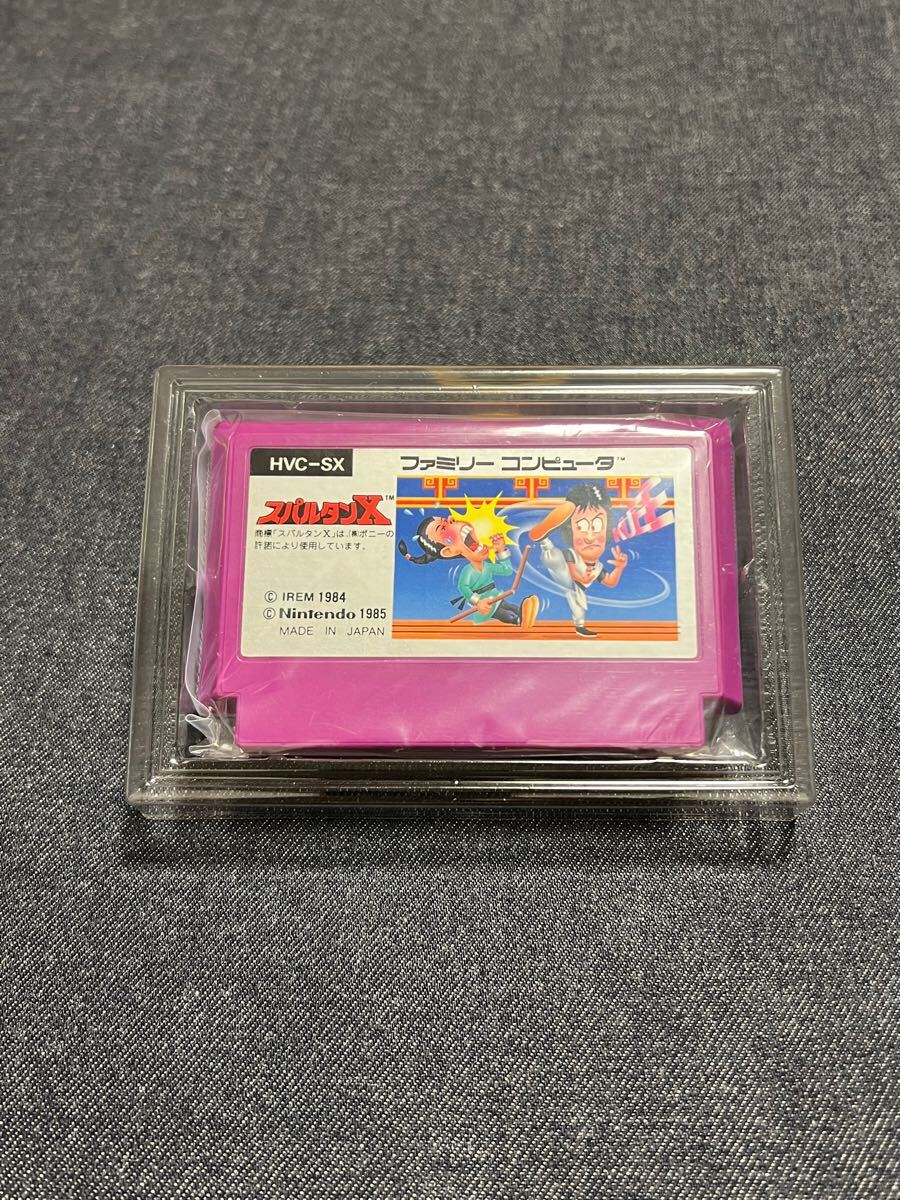 HVC-SX
ファミリー コンピュータ™
スパルタンX™
商標「スパルタンX」は、(株)ポニーの
許諾により使用しています。
© IREM 1984
© Nintendo 1985
MADE IN JAPAN